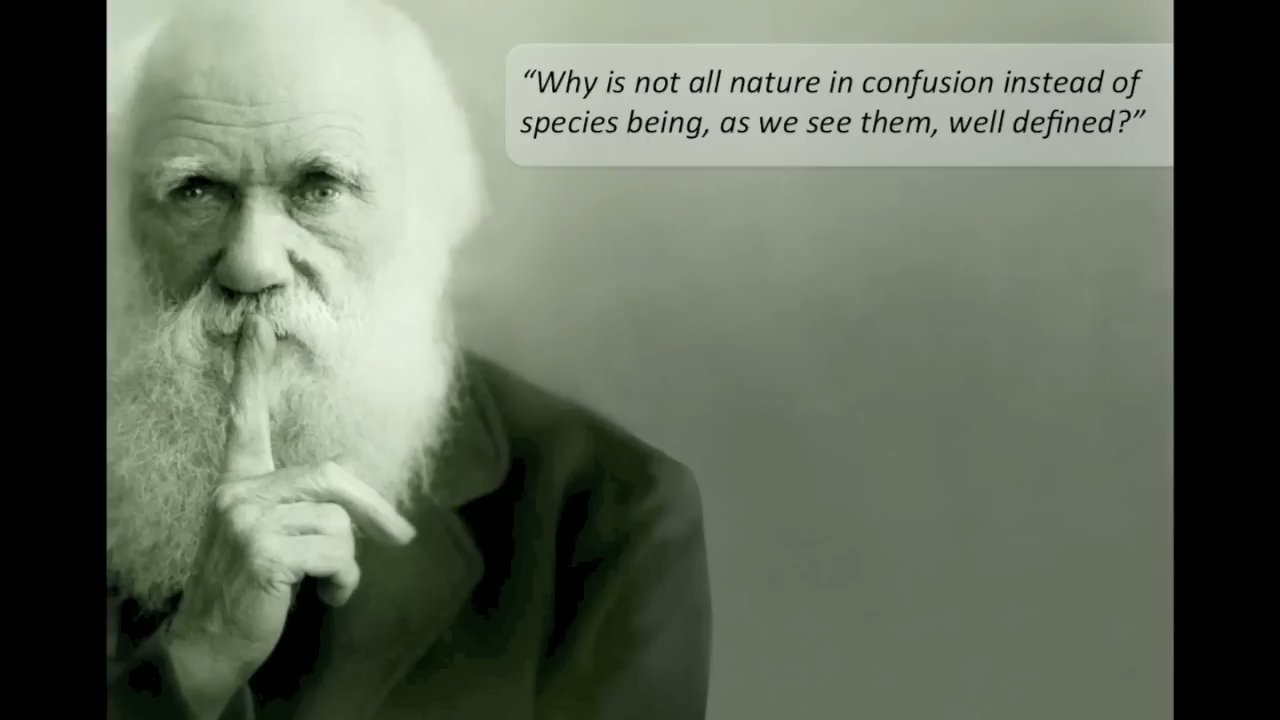 “Why is not all nature in confusion instead of
species being, as we see them, well defined?”